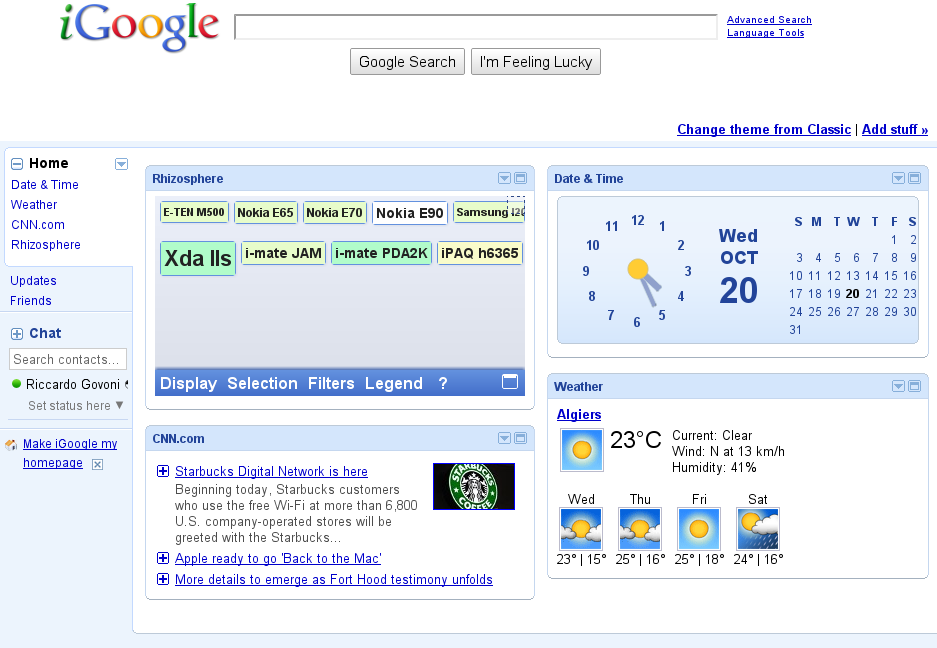 iGoogle
Advanced Search
Language Tools
Google Search I'm Feeling Lucky
Change theme from Classic | Add stuff »
Home
Date & Time
Weather
CNN.com
Rhizosphere
Updates
Friends
Chat
Search contacts...
Riccardo Govoni
Set status here ▼
Make iGoogle my
homepage
Rhizosphere
E-TEN M500 Nokia E65 Nokia E70 Nokia E90 Samsung
Xda IIs i-mate JAM i-mate PDA2K iPAQ h6365
Display Selection Filters Legend ?
CNN.com
Starbucks Digital Network is here
Beginning today, Starbucks customers
who use the free Wi-Fi at more than 6,800
U.S. company-operated stores will be
greeted with the Starbucks...
STARBUCKS
COFFEE
Apple ready to go 'Back to the Mac'
More details to emerge as Fort Hood testimony unfolds
Date & Time
12
1
2
3
4
5
6
7
8
9
10
11
Wed
OCT
20
S M T W T F S
1 2
3 4 5 6 7 8 9
10 11 12 13 14 15 16
17 18 19 20 21 22 23
24 25 26 27 28 29 30
31
Weather
Algiers
23°C
Current: Clear
Wind: N at 13 km/h
Humidity: 41%
Wed Thu Fri Sat
23° | 15° 25° | 16° 25° | 18° 24° | 16°